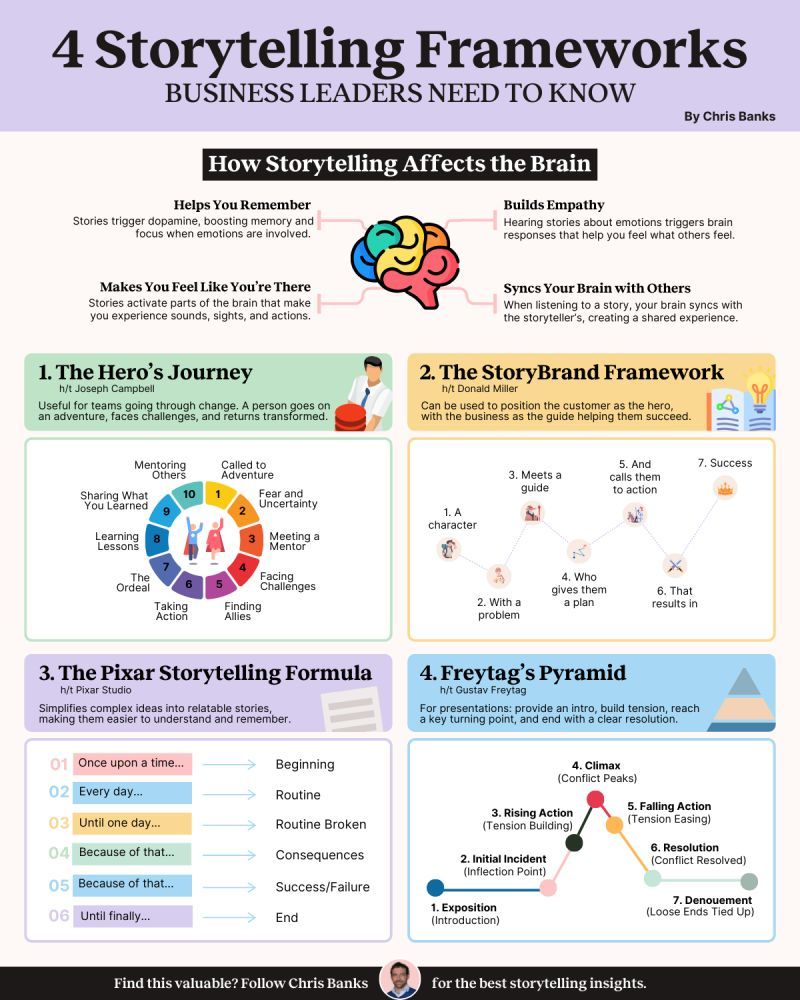 4 Storytelling Frameworks
BUSINESS LEADERS NEED TO KNOW
By Chris Banks
How Storytelling Affects the Brain
Helps You Remember
Stories trigger dopamine, boosting memory and
focus when emotions are involved.
Builds Empathy
Hearing stories about emotions triggers brain
responses that help you feel what others feel.
Makes You Feel Like You're There
Stories activate parts of the brain that make
you experience sounds, sights, and actions.
Syncs Your Brain with Others
When listening to a story, your brain syncs with
the storyteller's, creating a shared experience.
1. The Hero's Journey
h/t Joseph Campbell
Useful for teams going through change. A person goes on
an adventure, faces challenges, and returns transformed.
1
Called to
Adventure
2
Fear and
Uncertainty
3
Meeting a
Mentor
4
Facing
Challenges
5
Finding
Allies
6
Taking
Action
7
The
Ordeal
8
Learning
Lessons
9
Sharing What
You Learned
10
Mentoring
Others
2. The StoryBrand Framework
h/t Donald Miller
Can be used to position the customer as the hero,
with the business as the guide helping them succeed.
1. A
character
2. With a
problem
3. Meets a
guide
4. Who
gives them
a plan
5. And
calls them
to action
6. That
results in
7. Success
3. The Pixar Storytelling Formula
h/t Pixar Studio
Simplifies complex ideas into relatable stories,
making them easier to understand and remember.
01 Once upon a time... Beginning
02 Every day... Routine
03 Until one day... Routine Broken
04 Because of that... Consequences
05 Because of that... Success/Failure
06 Until finally... End
4. Freytag's Pyramid
h/t Gustav Freytag
For presentations: provide an intro, build tension, reach
a key turning point, and end with a clear resolution.
1. Exposition
(Introduction)
2. Initial Incident
(Inflection Point)
3. Rising Action
(Tension Building)
4. Climax
(Conflict Peaks)
5. Falling Action
(Tension Easing)
6. Resolution
(Conflict Resolved)
7. Denouement
(Loose Ends Tied Up)
Find this valuable? Follow Chris Banks for the best storytelling insights.